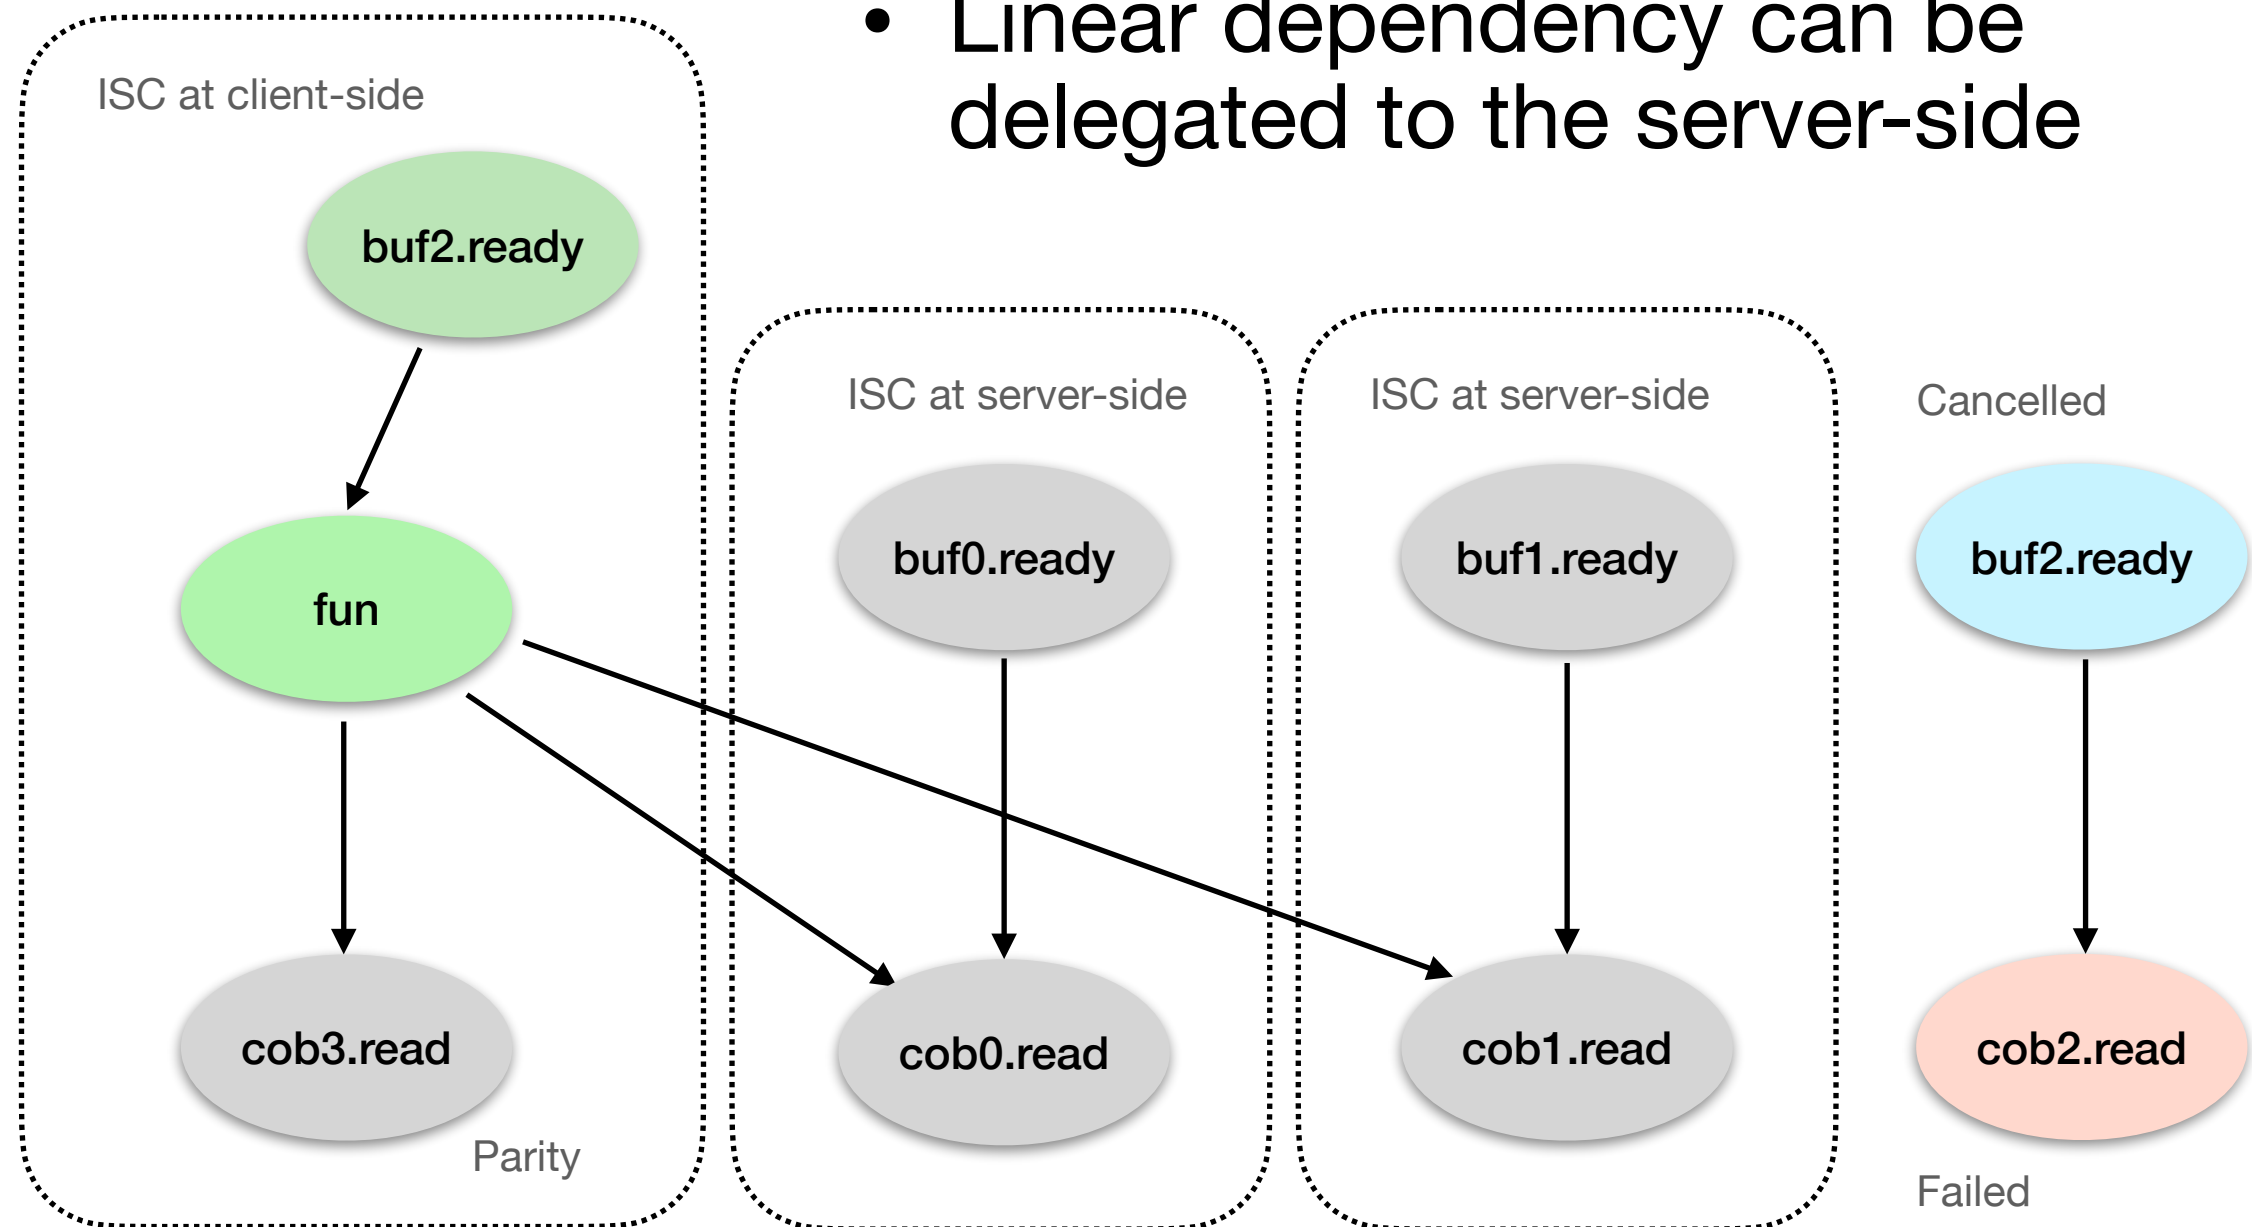 • Linear dependency can be
delegated to the server-side
ISC at client-side
buf2.ready
fun
cob3.read
Parity
ISC at server-side
buf0.ready
cob0.read
ISC at server-side
buf1.ready
cob1.read
Cancelled
buf2.ready
cob2.read
Failed